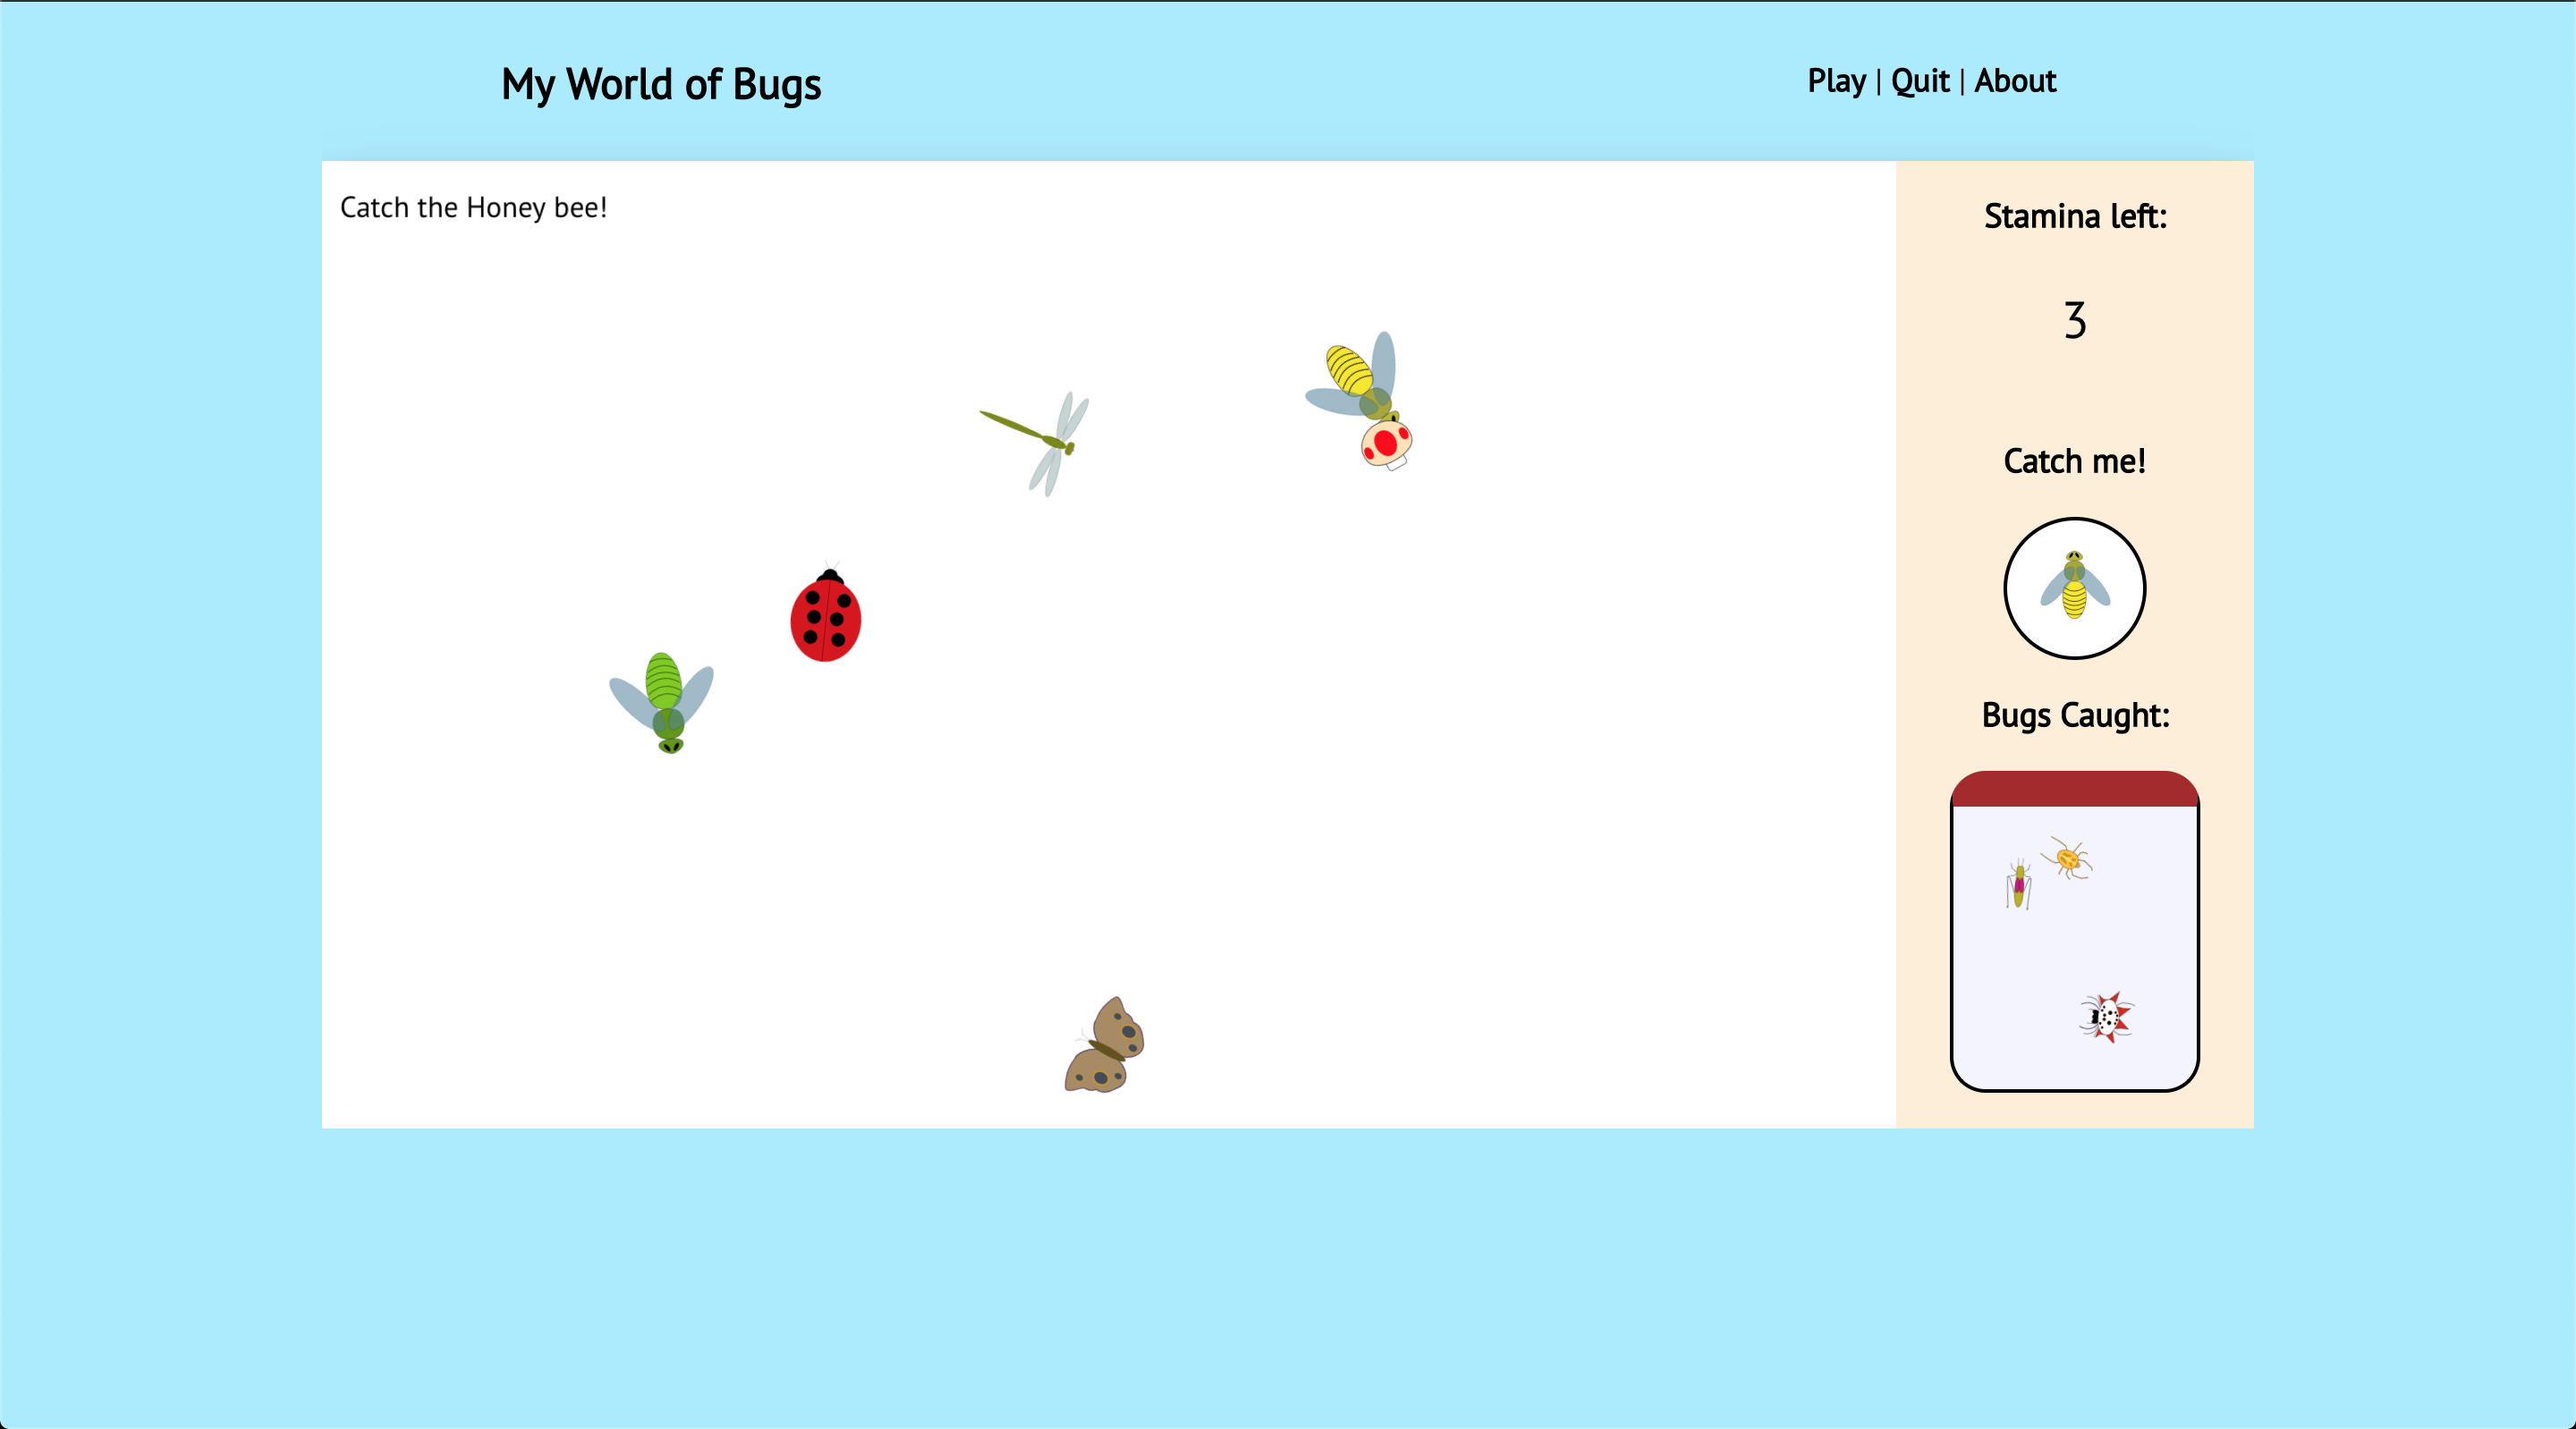 My World of Bugs
Play | Quit | About
Catch the Honey bee!
Stamina left:
3
Catch me!
Bugs Caught: